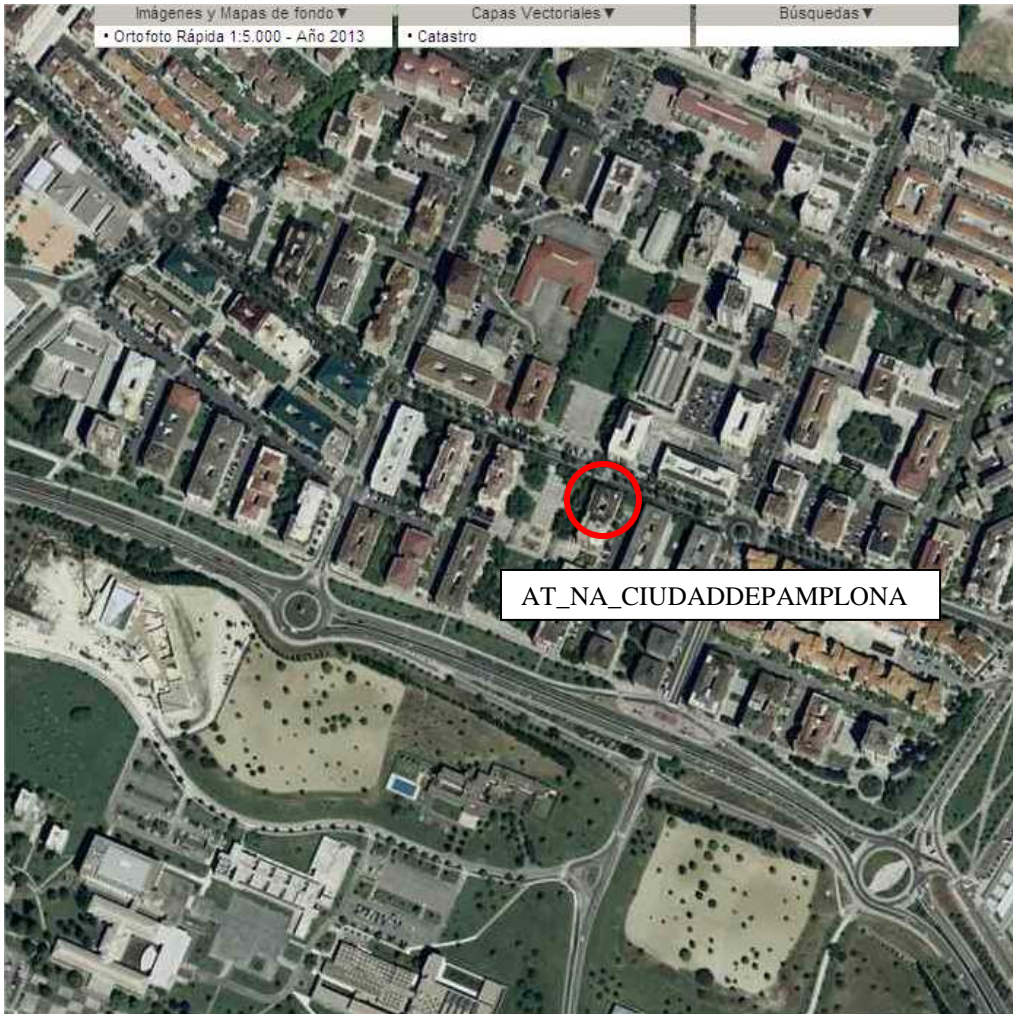 Imágenes y Mapas de fondo▼
Capas Vectoriales▼
Búsquedas▼
• Ortofoto Rápida 1:5.000 - Año 2013
• Catastro
AT_NA_CIUDADDEPAMPLONA